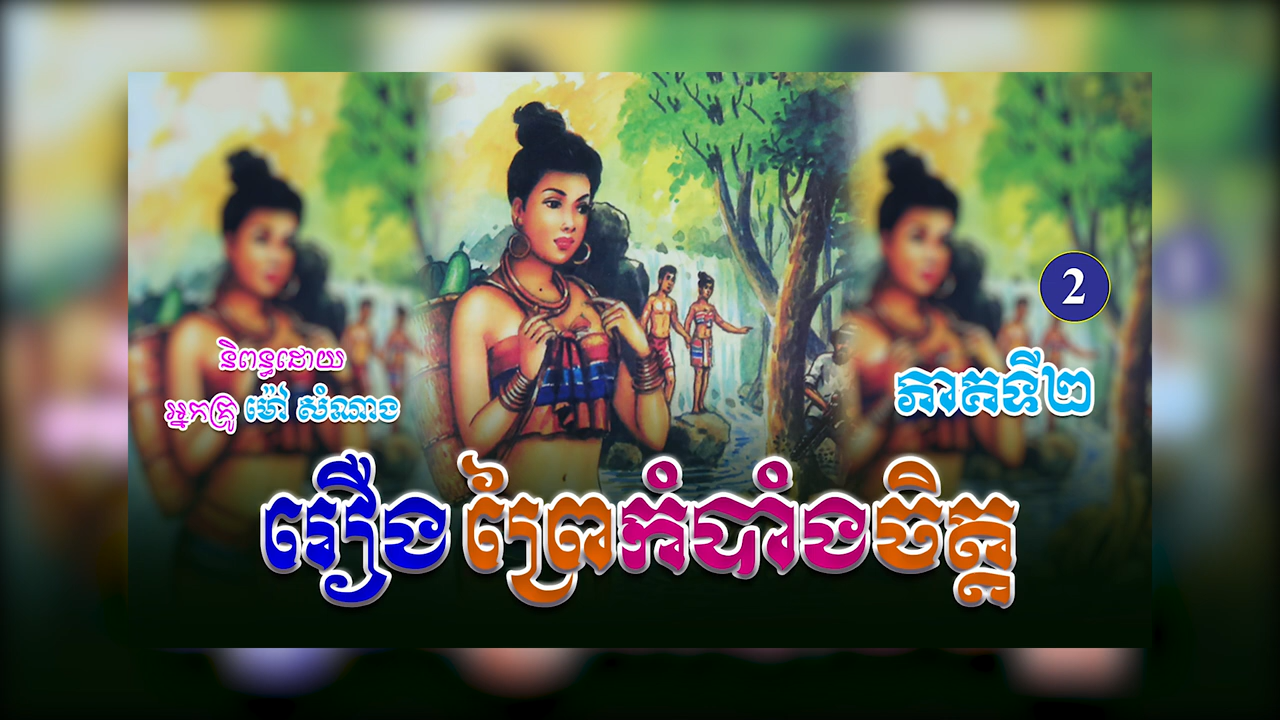 2
និពន្ធដោយ
ភាគទី២
អ្នកគ្រូ ម៉ៅ សំណាង
រឿង ព្រៃកំបាំងចិត្ត